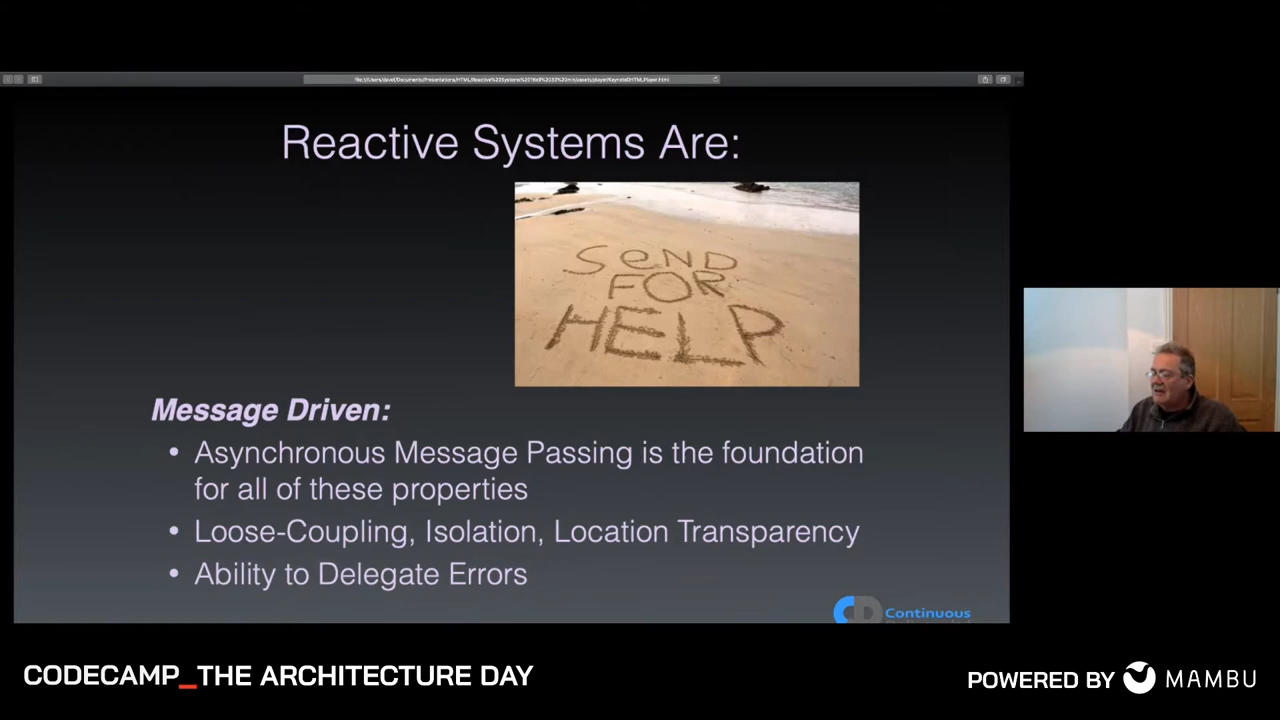 Reactive Systems Are:
SeND
FOR
HELP
Message Driven:
• Asynchronous Message Passing is the foundation
for all of these properties
• Loose-Coupling, Isolation, Location Transparency
• Ability to Delegate Errors
CD Continuous
CODECAMP_THE ARCHITECTURE DAY
POWERED BY MAMBU